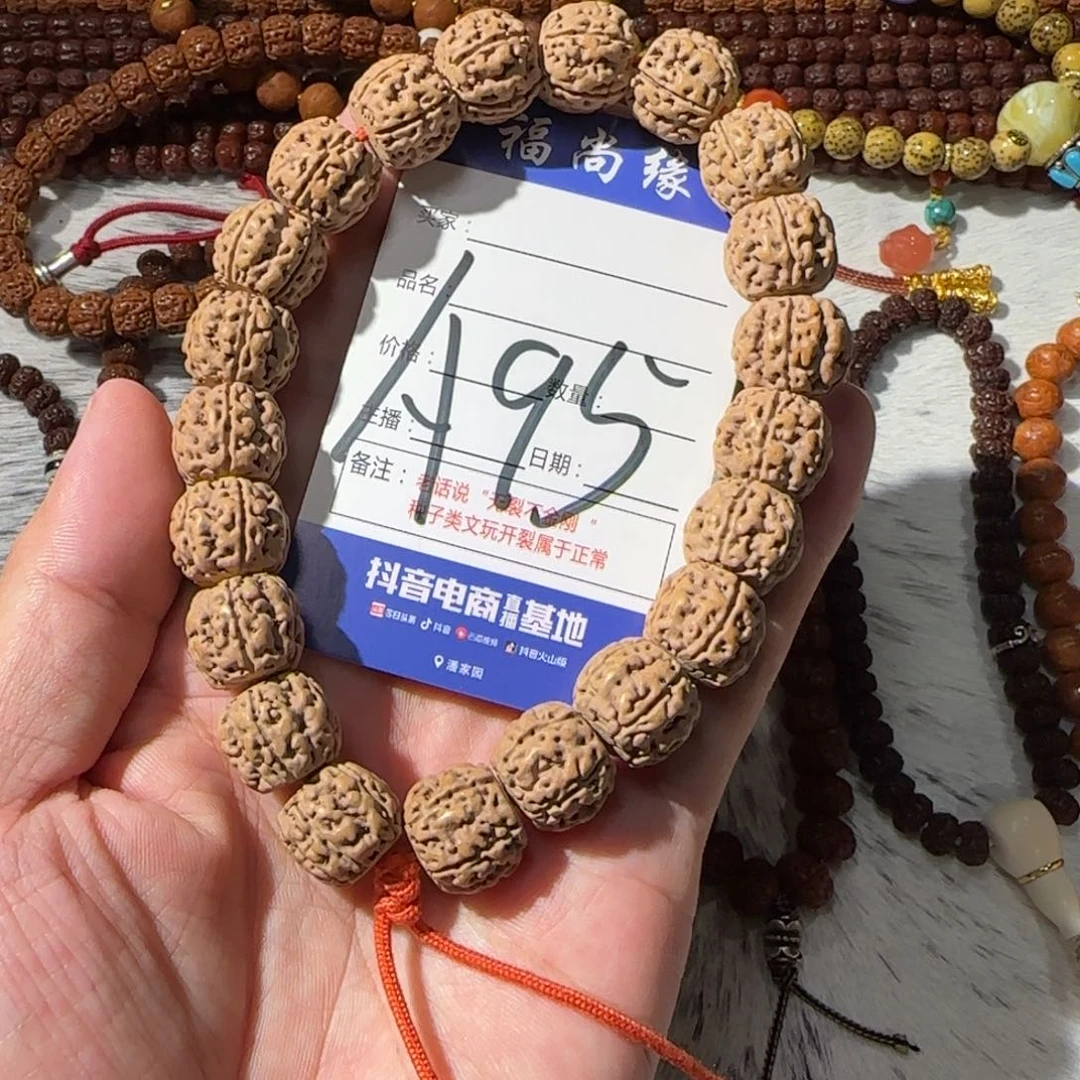 福尚缘
买家：
品名：
价格： 数量：
主播： 日期：
A95
备注：老话说“无裂不金刚”
种子类文玩开裂属于正常
抖音电商直播基地
今日头条 抖音 西瓜视频 抖音火山版
潘家园